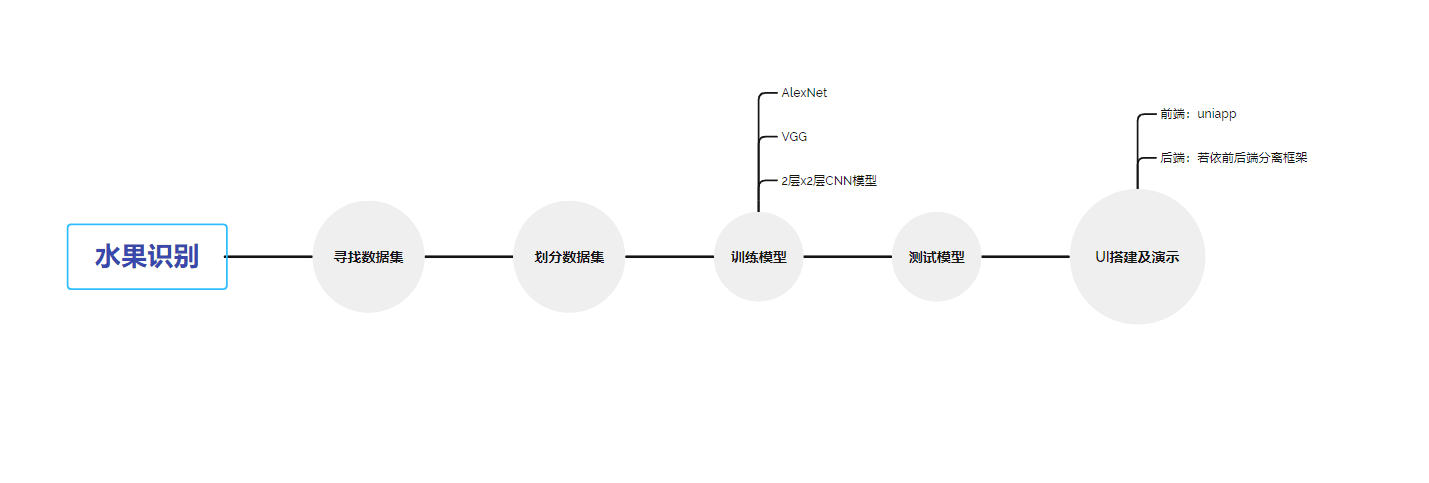 水果识别
寻找数据集
划分数据集
训练模型
AlexNet
VGG
2层x2层CNN模型
测试模型
UI搭建及演示
前端：uniapp
后端：若依前后端分离框架